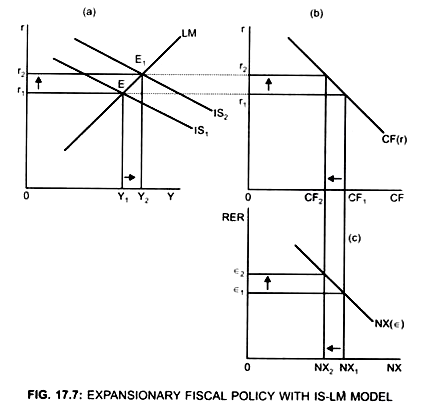 (a)
(b)
r
LM
r
E₁
r₂
r₂
E
r₁
r₁
IS₂
IS₁
CF(r)
0
Y₁
Y₂
Y
0
CF₂
CF₁
CF
RER
(c)
ϵ₂
ϵ₁
NX(ϵ)
0
NX₂
NX₁
NX
FIG. 17.7: EXPANSIONARY FISCAL POLICY WITH IS-LM MODEL